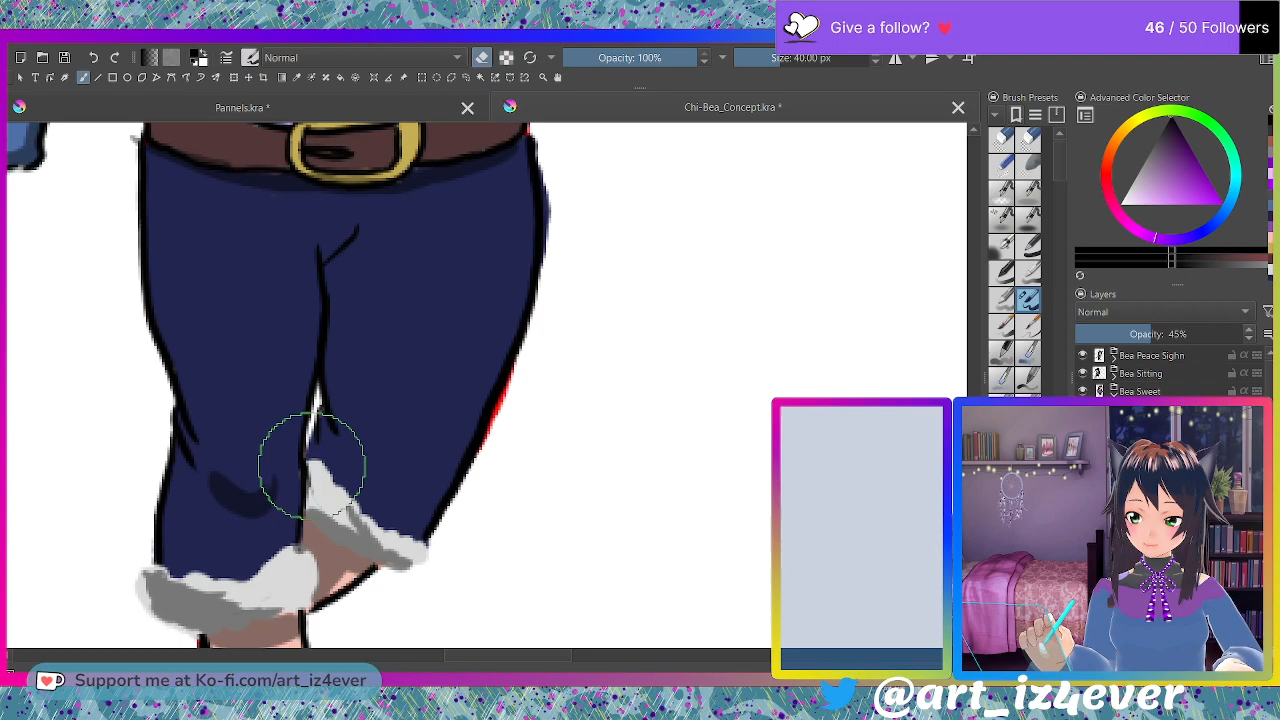 Give a follow? 46 / 50 Followers
Normal Opacity: 100% Size: 40.00 px
Pannels.kra *
Chi-Bea_Concept.kra *
Brush Presets
Advanced Color Selector
Layers
Normal
Opacity: 45%
Bea Peace Sighn
Bea Sitting
Bea Sweet
Support me at Ko-fi.com/art_iz4ever
@art_iz4ever